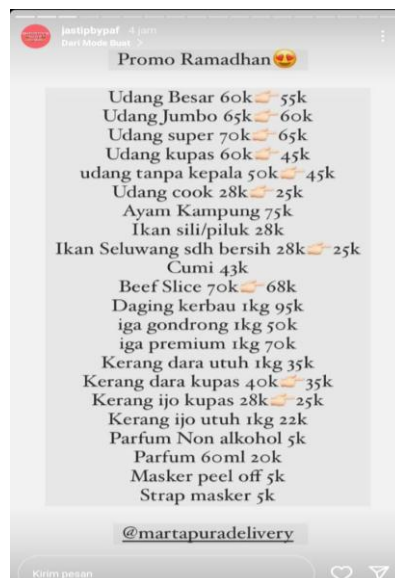 jastipbypaf 4 jam
Dari Mode Buat >
Promo Ramadhan😍
Udang Besar 60k👉🏻55k
Udang Jumbo 65k👉🏻60k
Udang super 70k👉🏻65k
Udang kupas 60k👉🏻45k
udang tanpa kepala 50k👉🏻45k
Udang cook 28k👉🏻25k
Ayam Kampung 75k
Ikan sili/piluk 28k
Ikan Seluwang sdh bersih 28k👉🏻25k
Cumi 43k
Beef Slice 70k👉🏻68k
Daging kerbau 1kg 95k
iga gondrong 1kg 50k
iga premium 1kg 70k
Kerang dara utuh 1kg 35k
Kerang dara kupas 40k👉🏻35k
Kerang ijo kupas 28k👉🏻25k
Kerang ijo utuh 1kg 22k
Parfum Non alkohol 5k
Parfum 60ml 20k
Masker peel off 5k
Strap masker 5k
@martapuradelivery
Kirim pesan